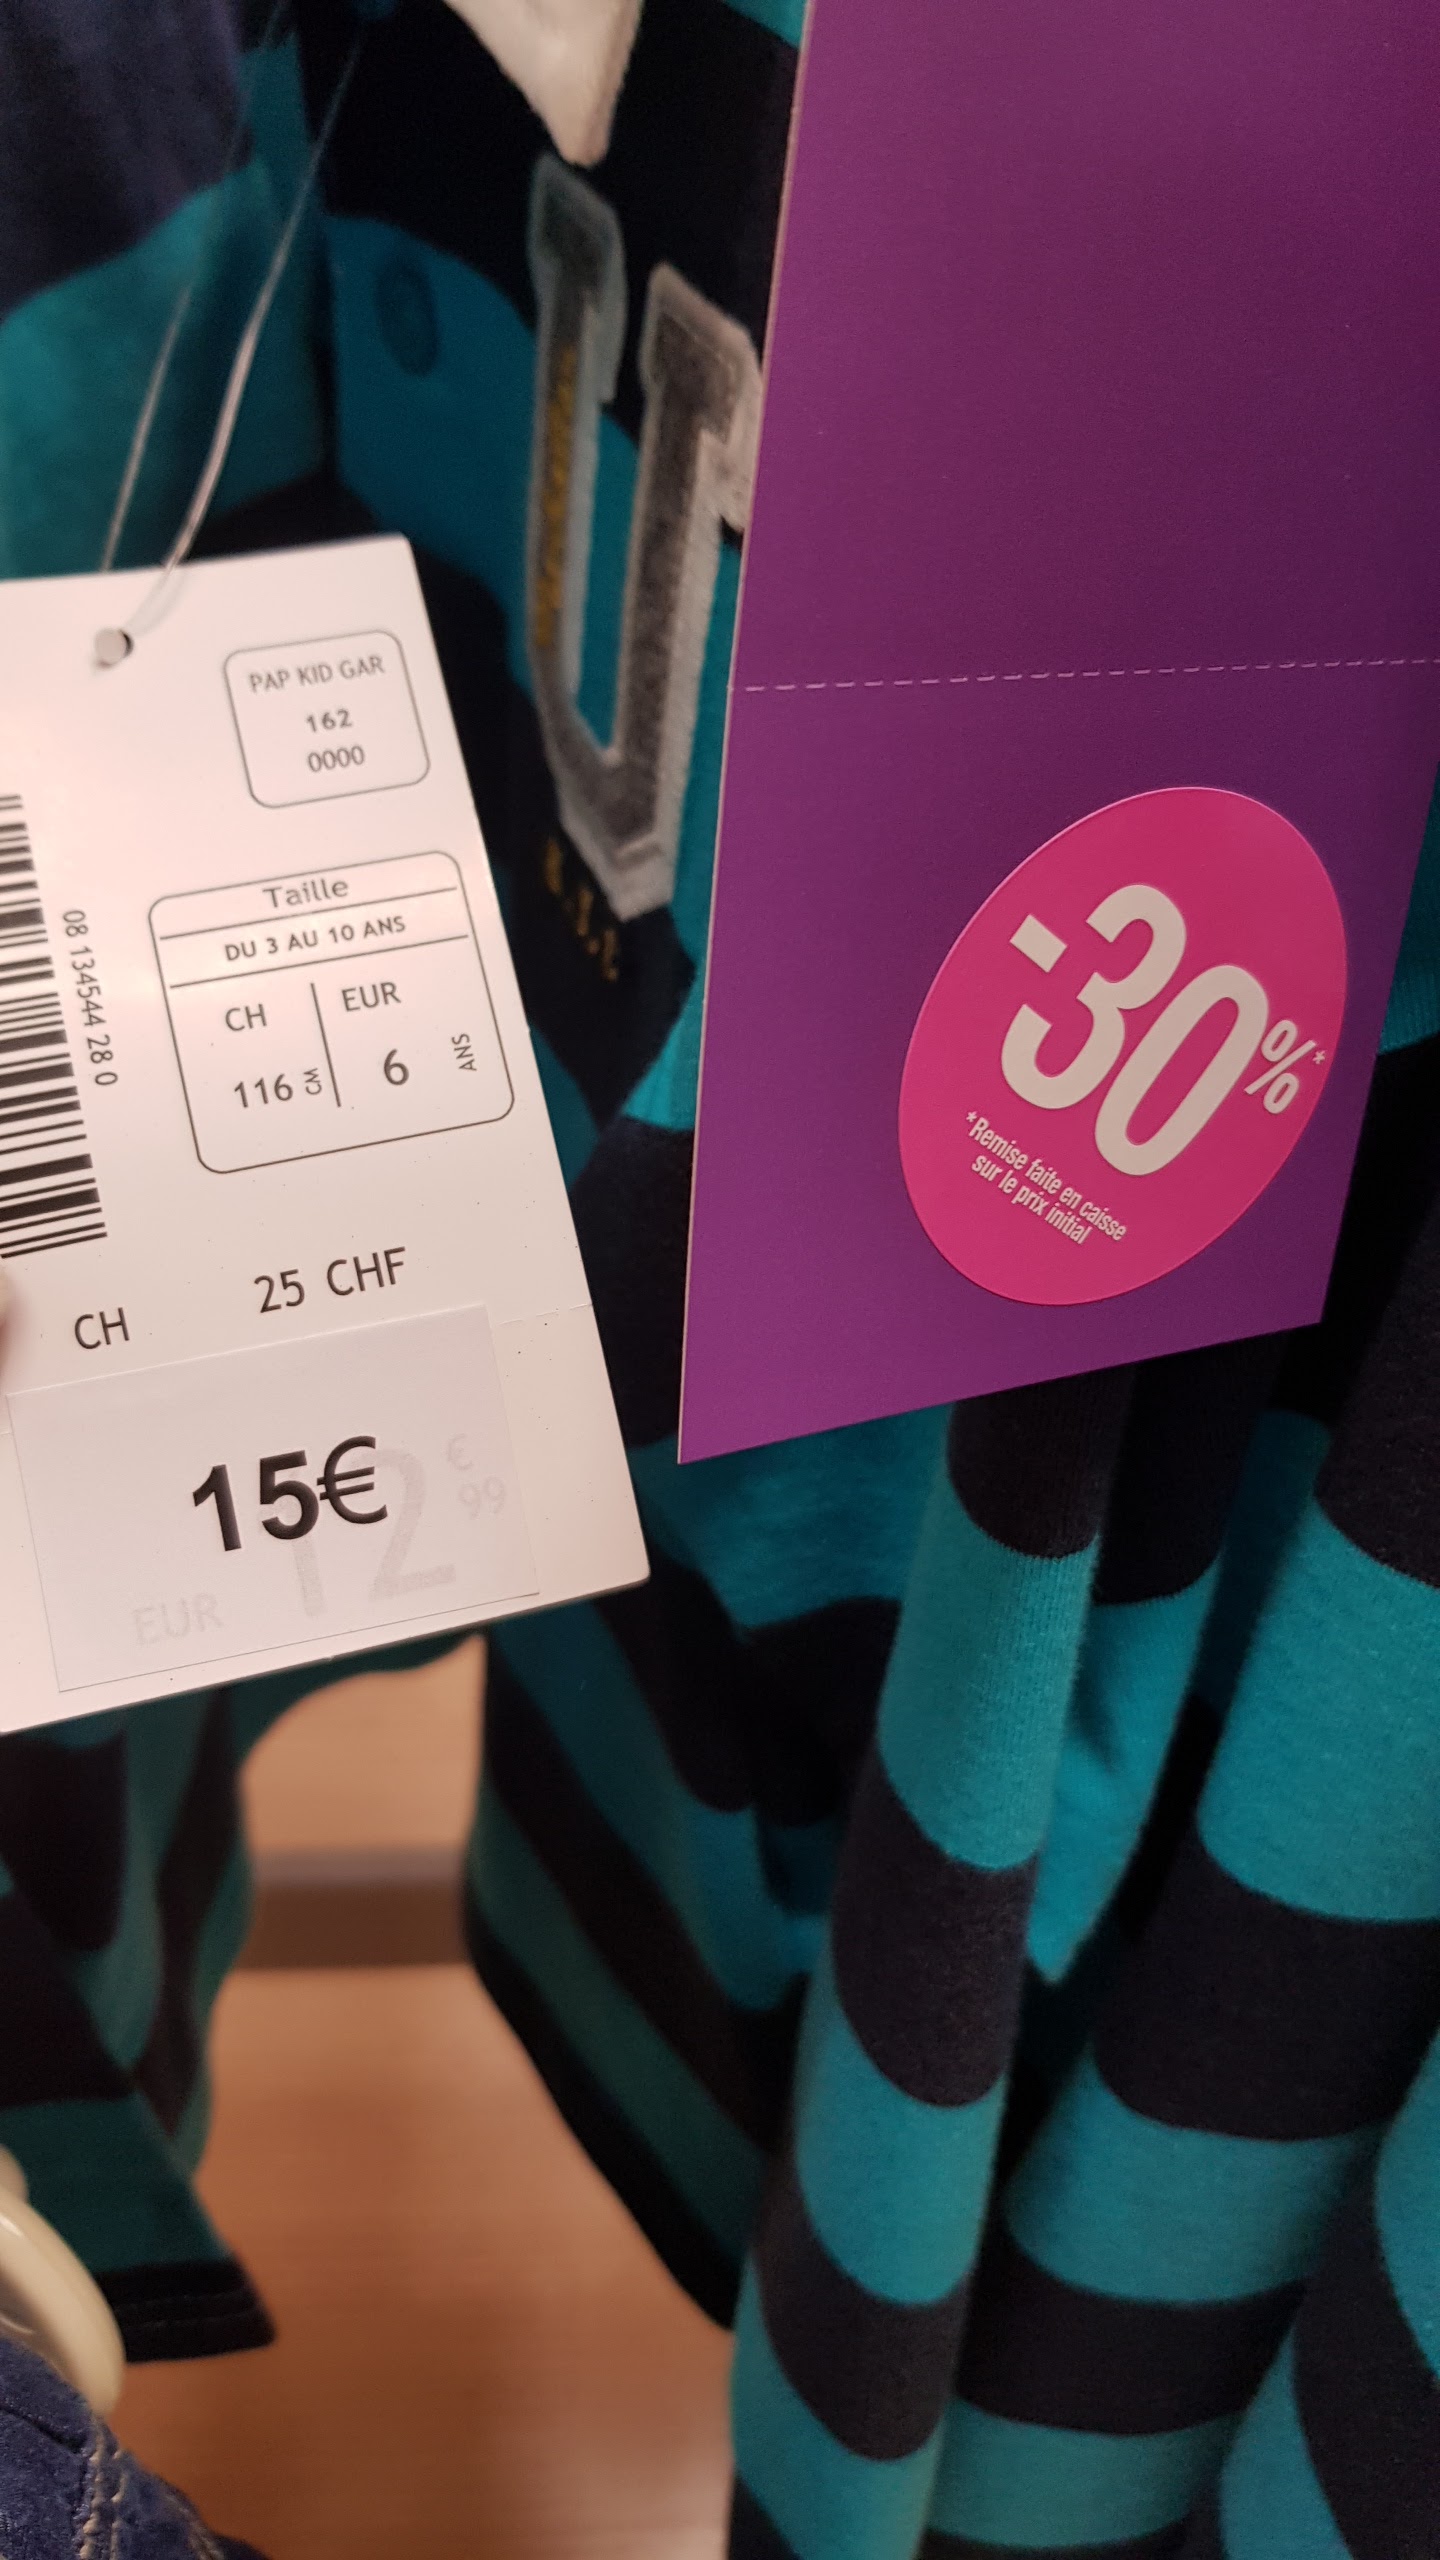 PAP KID GAR
162
0000
Taille
DU 3 AU 10 ANS
CH
EUR
116 CM
6 ANS
08 134544 28 0
CH
25 CHF
15€
EUR 12€99
-30%*
*Remise faite en caisse
sur le prix initial